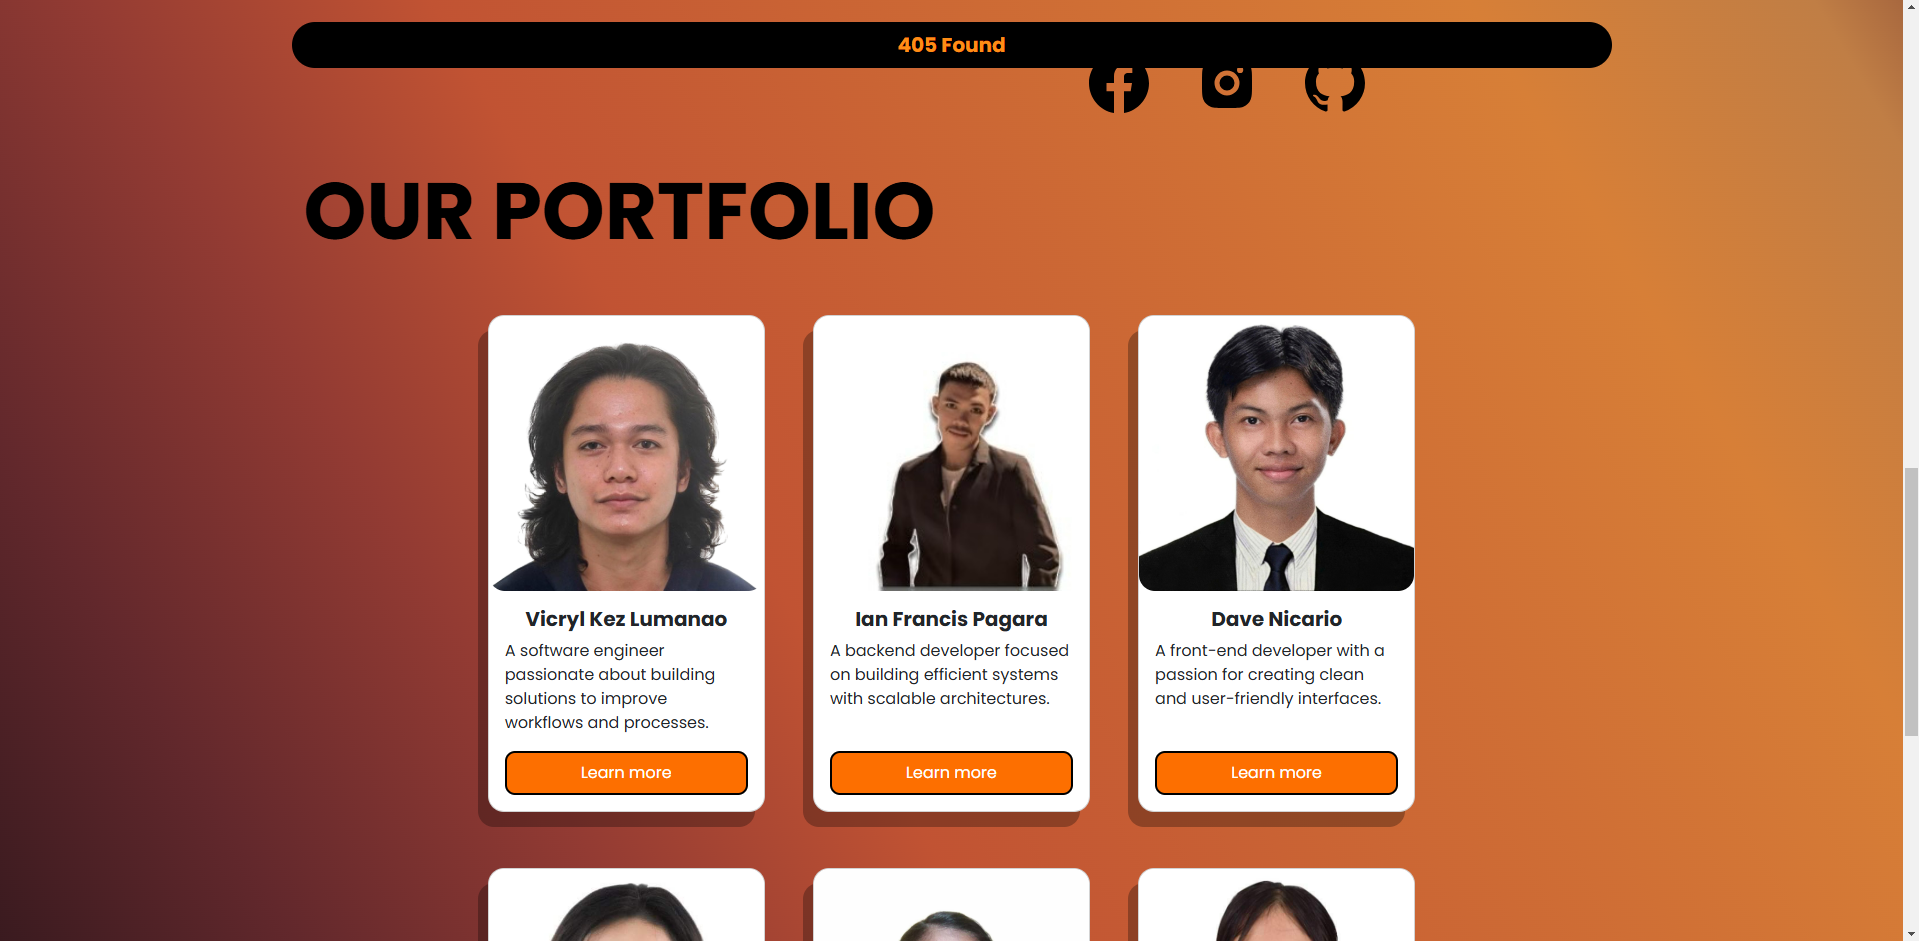 405 Found
OUR PORTFOLIO
Vicryl Kez Lumanao
A software engineer
passionate about building
solutions to improve
workflows and processes.
Learn more
Ian Francis Pagara
A backend developer focused
on building efficient systems
with scalable architectures.
Learn more
Dave Nicario
A front-end developer with a
passion for creating clean
and user-friendly interfaces.
Learn more